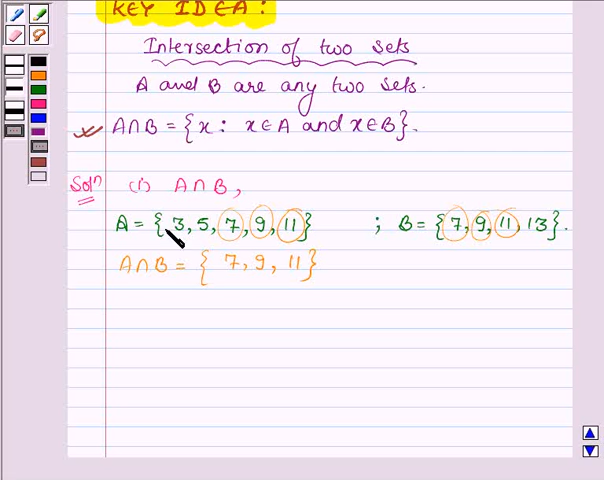 KEY IDEA:
Intersection of two sets
A and B are any two sets.
A∩B = {x : x∈A and x∈B}.
Soln (i) A∩B,
A = {3, 5, 7, 9, 11} ; B = {7, 9, 11, 13}.
A∩B = {7, 9, 11}